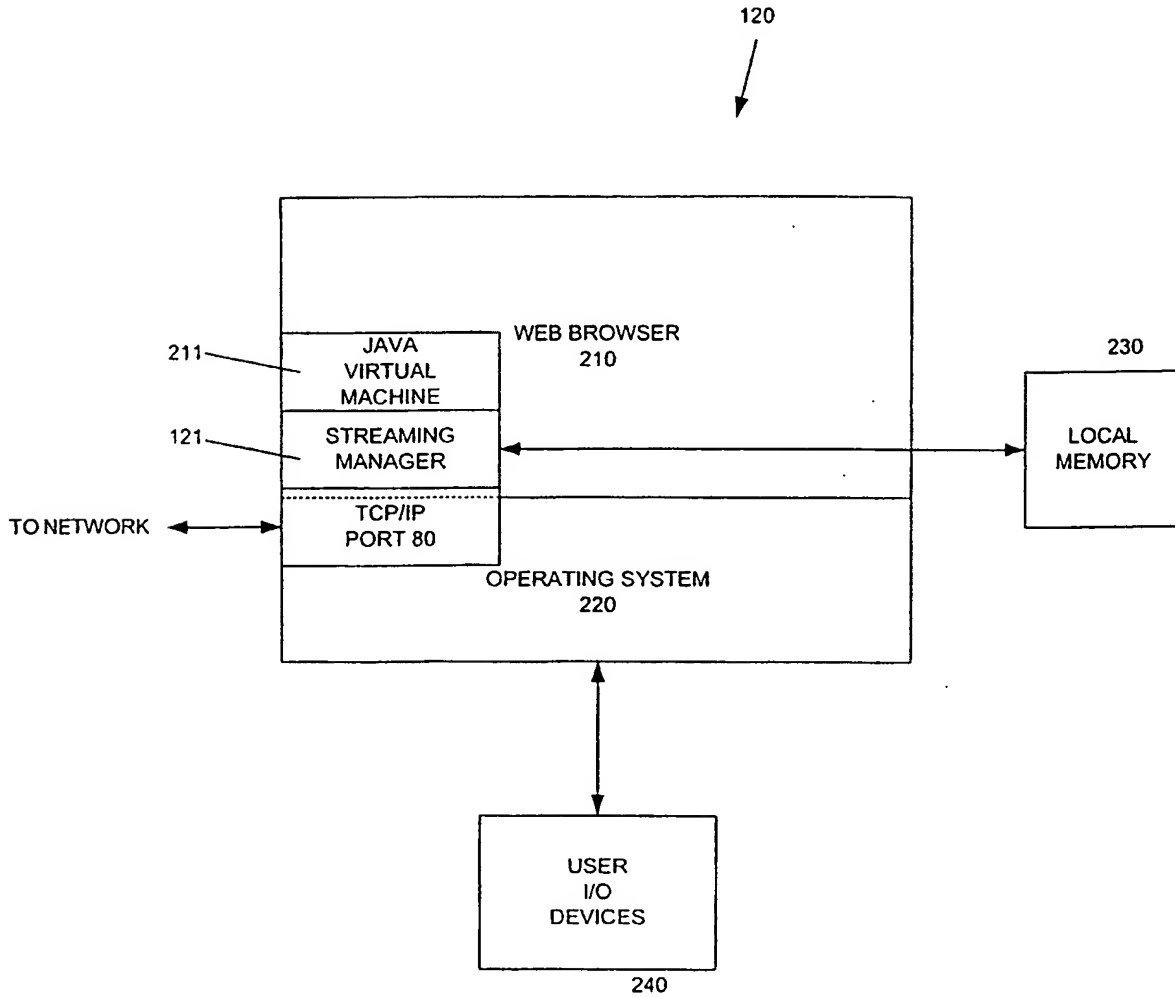 120
WEB BROWSER
210
211
JAVA
VIRTUAL
MACHINE
230
121
STREAMING
MANAGER
LOCAL
MEMORY
TO NETWORK
TCP/IP
PORT 80
OPERATING SYSTEM
220
USER
I/O
DEVICES
240